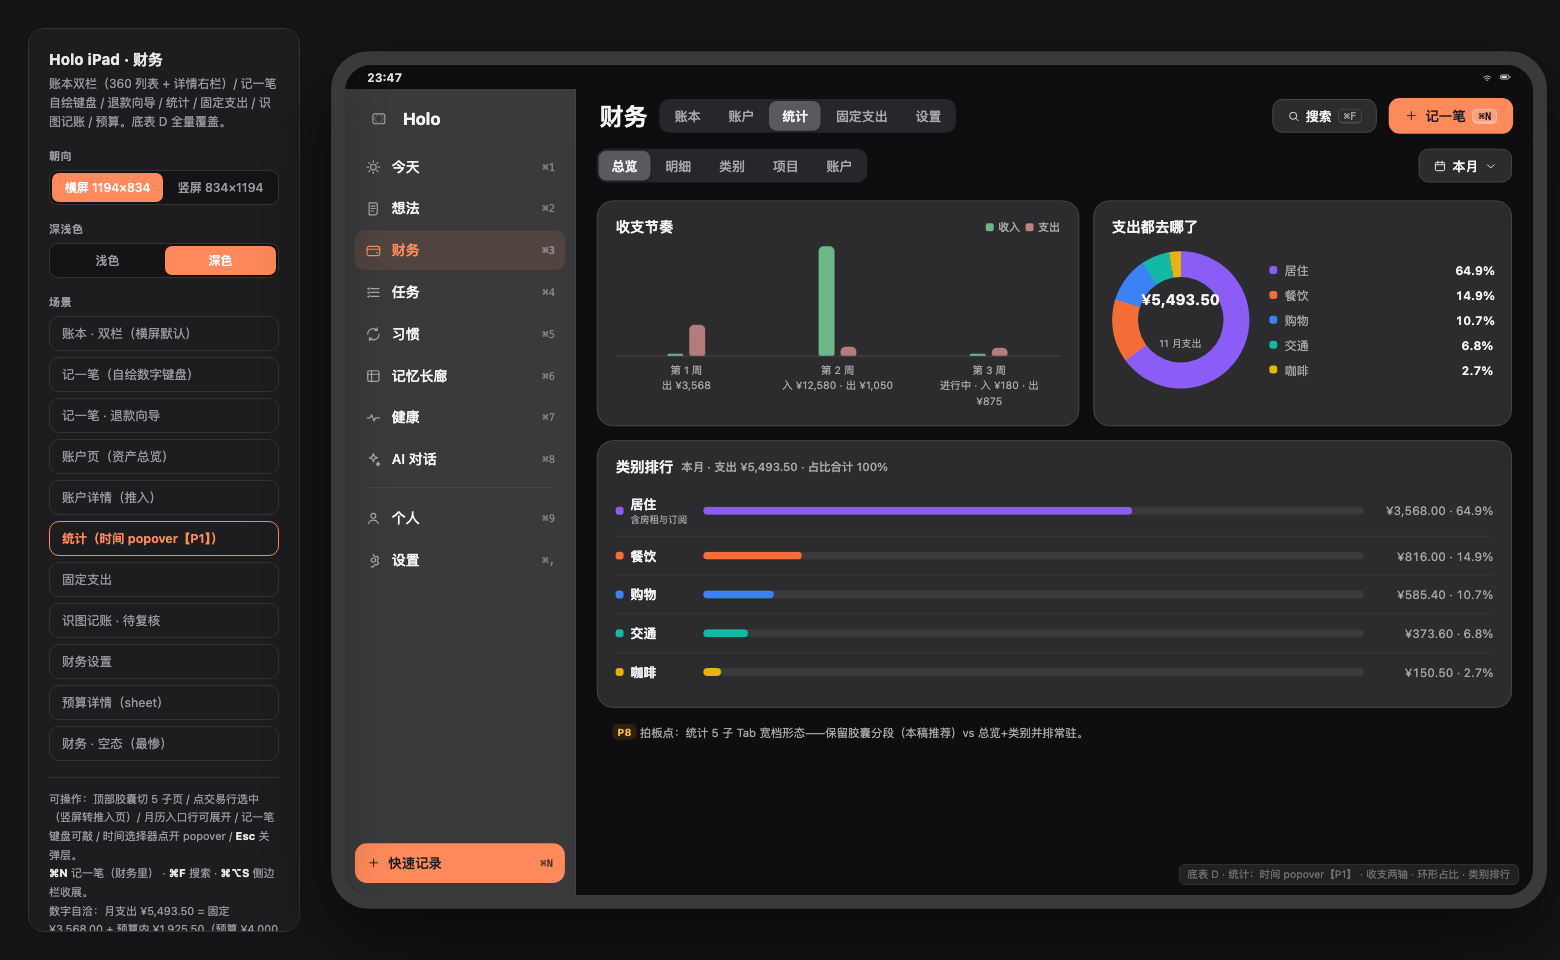 Holo iPad · 财务
账本双栏（360 列表 + 详情右栏）/ 记一笔
自绘键盘 / 退款向导 / 统计 / 固定支出 / 识
图记账 / 预算。底表 D 全量覆盖。
朝向
横屏 1194×834
竖屏 834×1194
深浅色
浅色
深色
场景
账本 · 双栏（横屏默认）
记一笔（自绘数字键盘）
记一笔 · 退款向导
账户页（资产总览）
账户详情（推入）
统计（时间 popover【P1】）
固定支出
识图记账 · 待复核
财务设置
预算详情（sheet）
财务 · 空态（最惨）
可操作：顶部胶囊切 5 子页 / 点交易行选中
（竖屏转推入页）/ 月历入口行可展开 / 记一笔
键盘可敲 / 时间选择器点开 popover / Esc 关
弹层。
⌘N 记一笔（财务里） · ⌘F 搜索 · ⌘⌥S 侧边
栏收展。
数字自洽：月支出 ¥5,493.50 = 固定
¥3,568.00 + 预算内 ¥1,925.50（预算 ¥4,000
23:47
Holo
今天 ⌘1
想法 ⌘2
财务 ⌘3
任务 ⌘4
习惯 ⌘5
记忆长廊 ⌘6
健康 ⌘7
AI 对话 ⌘8
个人 ⌘9
设置 ⌘,
+ 快速记录 ⌘N
财务
账本
账户
统计
固定支出
设置
搜索 ⌘F
+ 记一笔 ⌘N
总览
明细
类别
项目
账户
本月
收支节奏
收入
支出
第 1 周
出 ¥3,568
第 2 周
入 ¥12,580 · 出 ¥1,050
第 3 周
进行中 · 入 ¥180 · 出
¥875
支出都去哪了
¥5,493.50
11 月支出
居住 64.9%
餐饮 14.9%
购物 10.7%
交通 6.8%
咖啡 2.7%
类别排行 本月 · 支出 ¥5,493.50 · 占比合计 100%
居住
含房租与订阅
¥3,568.00 · 64.9%
餐饮 ¥816.00 · 14.9%
购物 ¥585.40 · 10.7%
交通 ¥373.60 · 6.8%
咖啡 ¥150.50 · 2.7%
P8 拍板点：统计 5 子 Tab 宽档形态——保留胶囊分段（本稿推荐）vs 总览+类别并排常驻。
底表 D · 统计：时间 popover【P1】 · 收支两轴 · 环形占比 · 类别排行